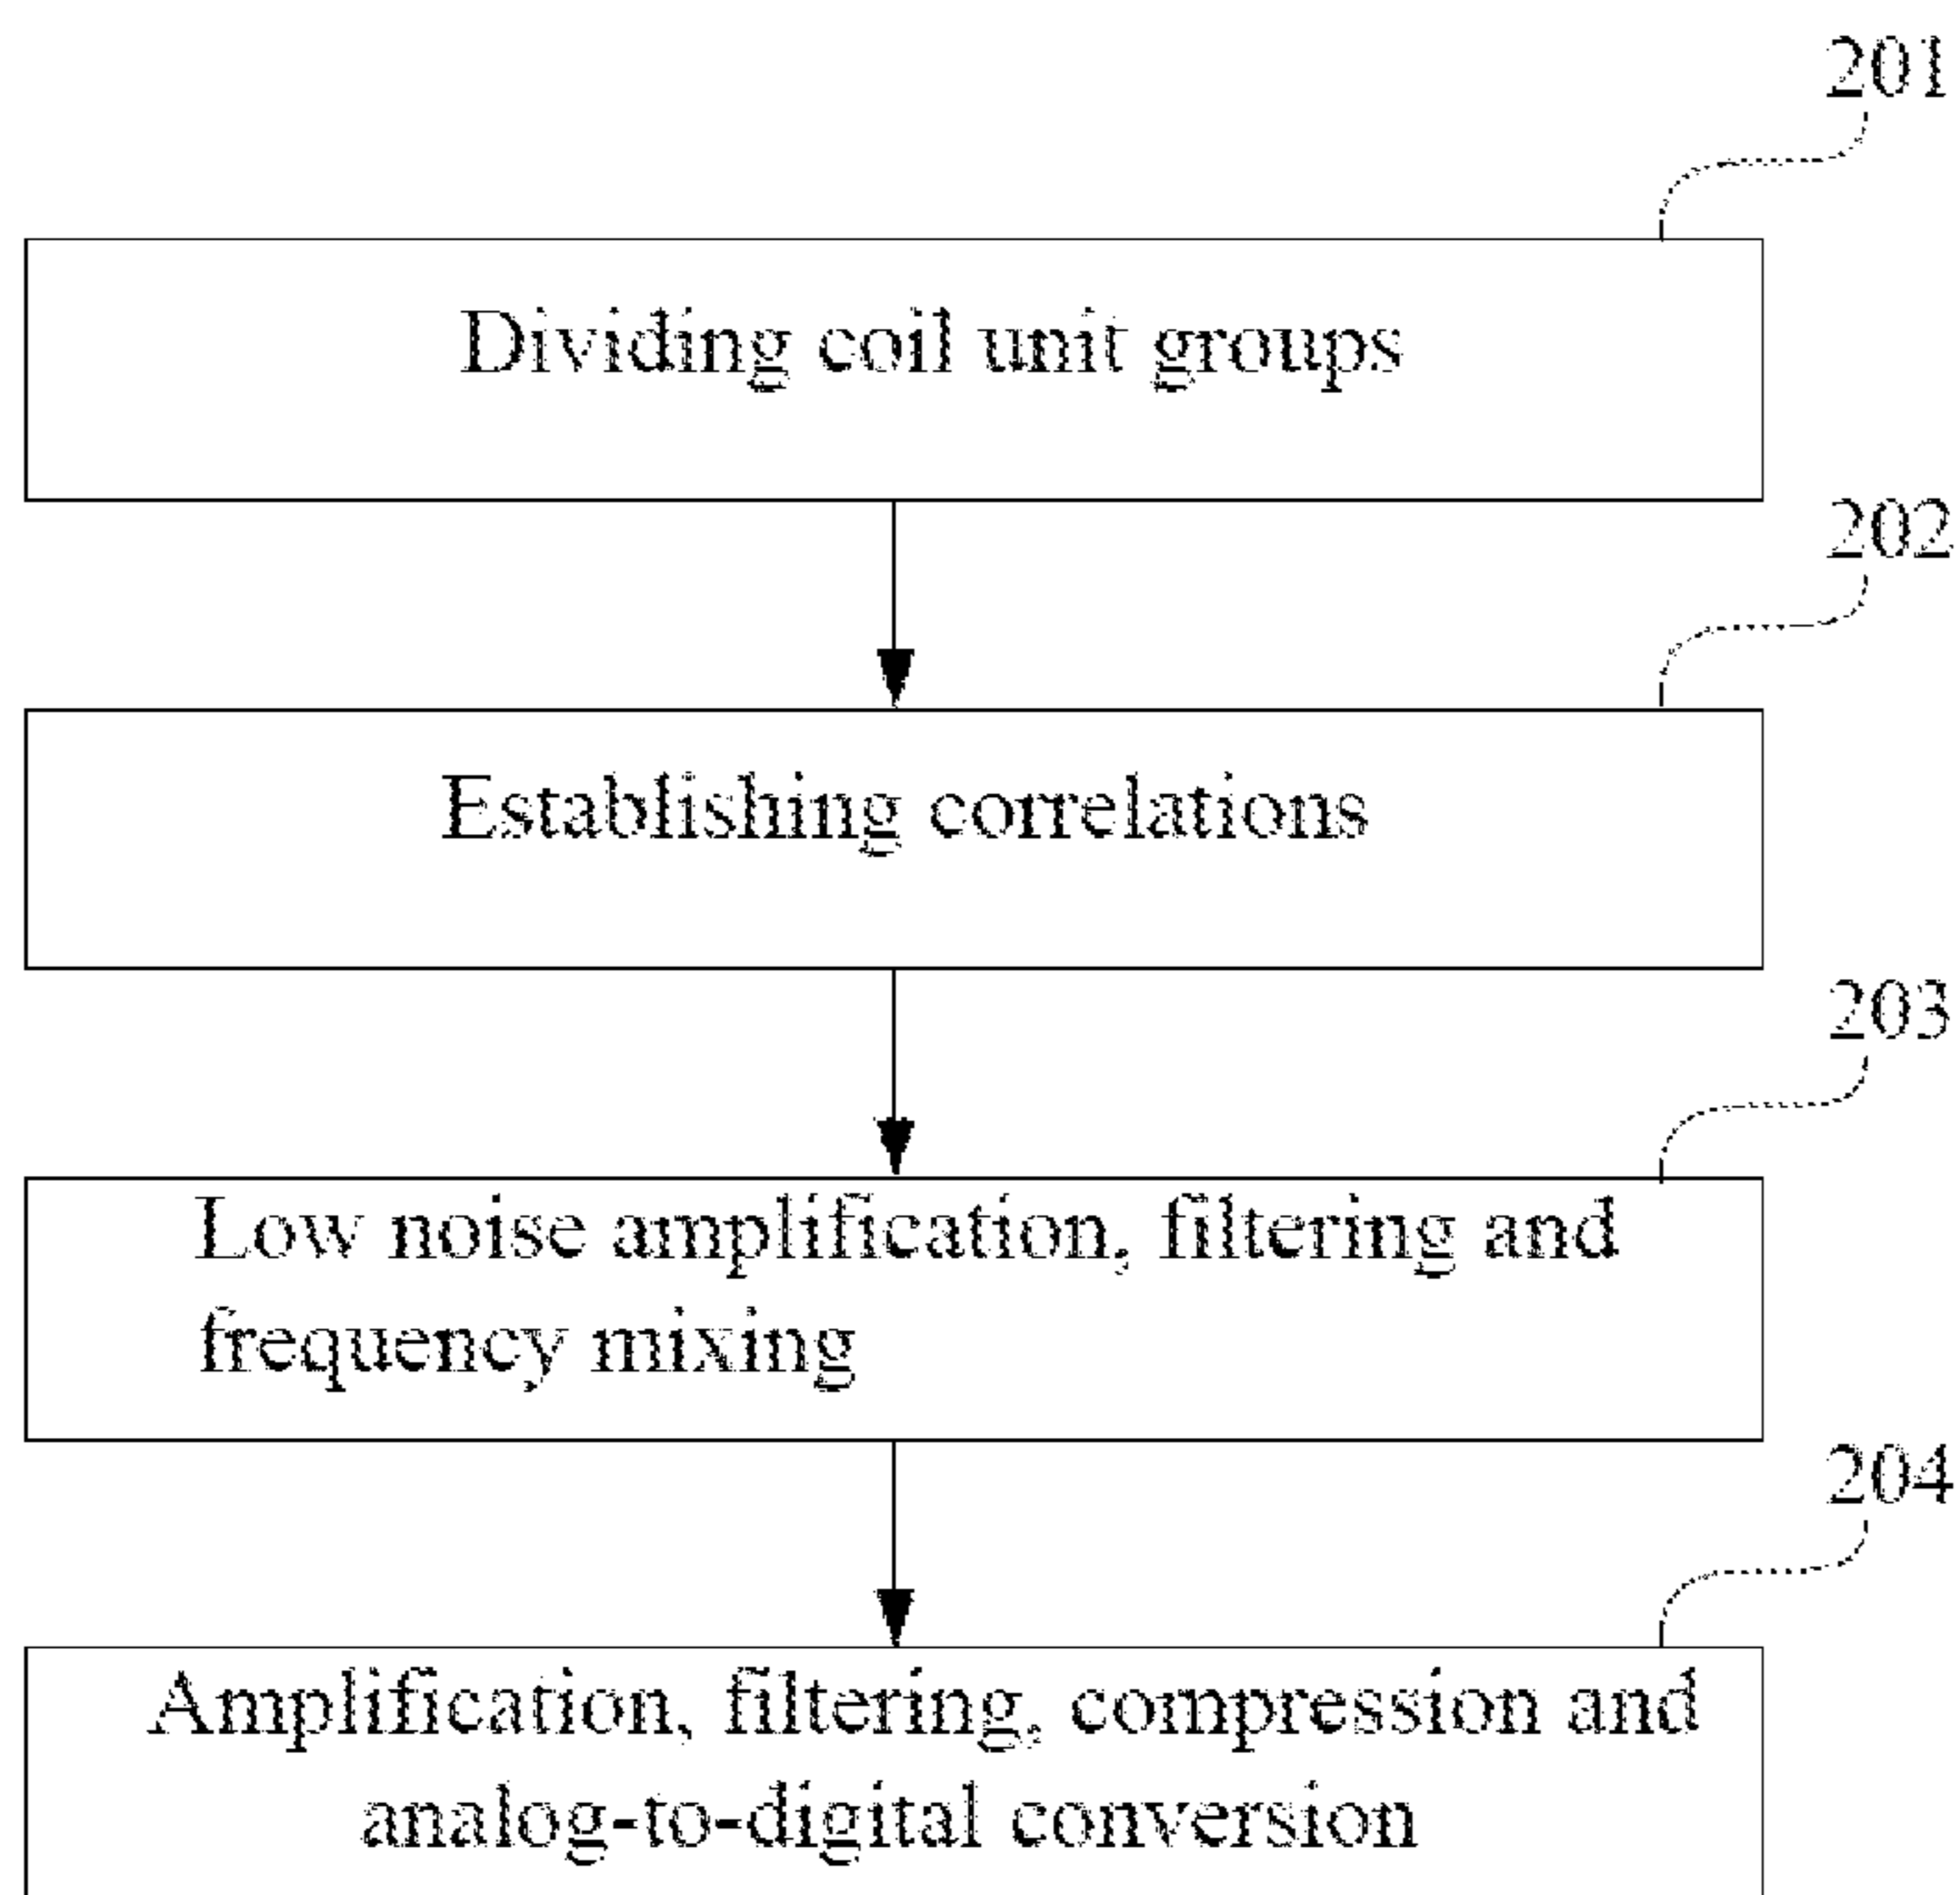 201
Dividing coil unit groups
202
Establishing correlations
203
Low noise amplification, filtering and
frequency mixing
204
Amplification, filtering, compression and
analog-to-digital conversion